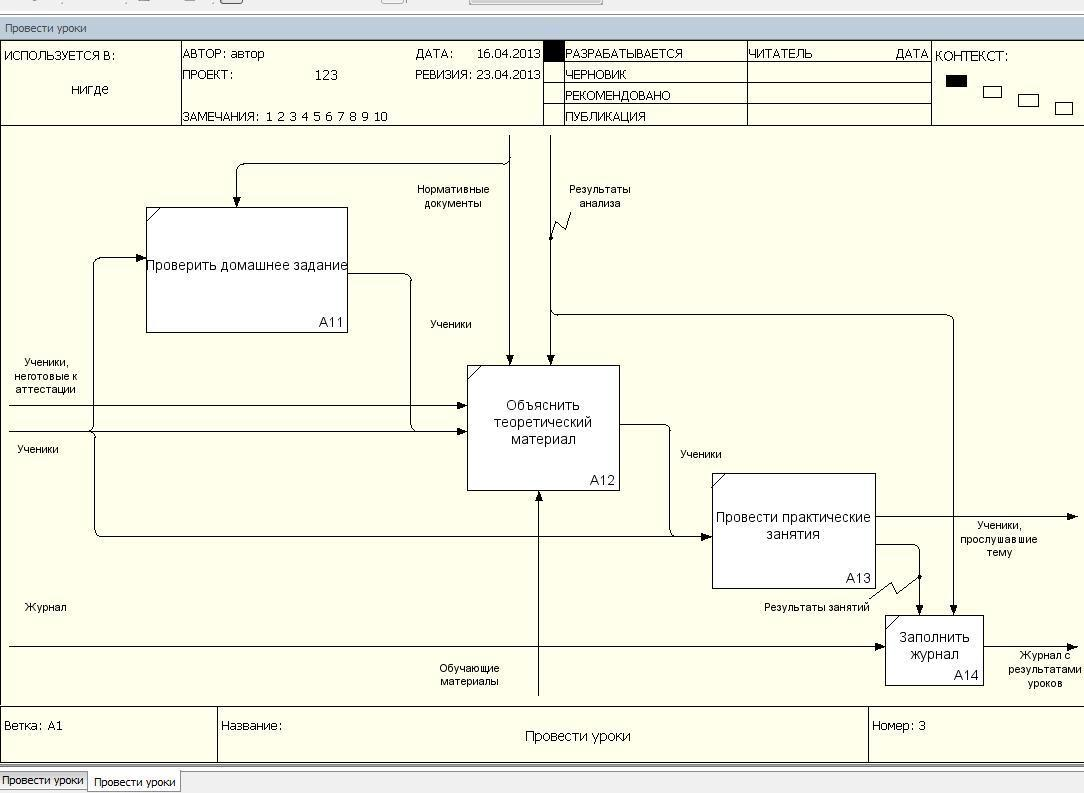 Провести уроки
ИСПОЛЬЗУЕТСЯ В:
нигде
АВТОР: автор
ДАТА: 16.04.2013
ПРОЕКТ: 123
РЕВИЗИЯ: 23.04.2013
ЗАМЕЧАНИЯ: 1 2 3 4 5 6 7 8 9 10
РАЗРАБАТЫВАЕТСЯ
ЧЕРНОВИК
РЕКОМЕНДОВАНО
ПУБЛИКАЦИЯ
ЧИТАТЕЛЬ ДАТА
КОНТЕКСТ:
Нормативные
документы
Результаты
анализа
Проверить домашнее задание
A11
Ученики
Ученики,
неготовые к
аттестации
Объяснить
теоретический
материал
A12
Ученики
Ученики
Провести практические
занятия
A13
Ученики,
прослушавшие
тему
Журнал
Результаты занятий
Заполнить
журнал
A14
Обучающие
материалы
Журнал с
результатами
уроков
Ветка: A1
Название:
Провести уроки
Номер: 3
Провести уроки
Провести уроки